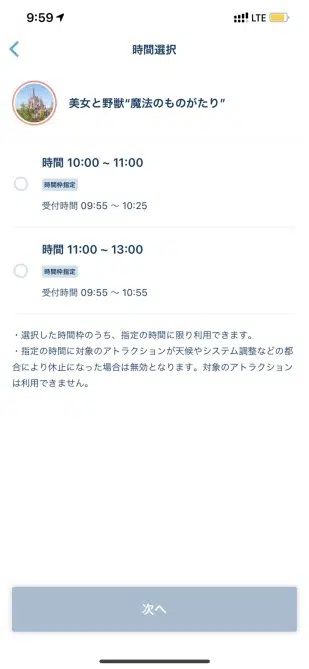 9:59
LTE
時間選択
美女と野獣“魔法のものがたり”
時間 10:00 ~ 11:00
時間枠指定
受付時間 09:55 〜 10:25
時間 11:00 ~ 13:00
時間枠指定
受付時間 09:55 〜 10:55
・選択した時間枠のうち、指定の時間に限り利用できます。
・指定の時間に対象のアトラクションが天候やシステム調整などの都
合により休止になった場合は無効となります。対象のアトラクション
は利用できません。
次へ